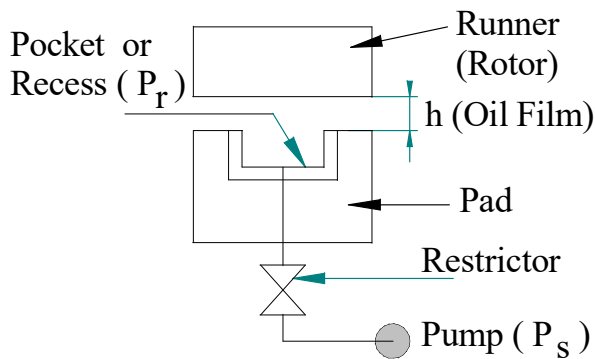 Pocket or
Recess ( Pr )
Runner
(Rotor)
h (Oil Film)
Pad
Restrictor
Pump ( Ps )